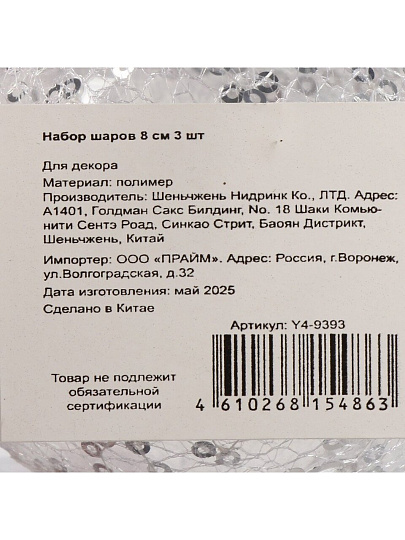 Набор шаров 8 см 3 шт
Для декора
Материал: полимер
Производитель: Шеньчжень Нидринк Ко., ЛТД. Адрес:
А1401, Голдман Сакс Билдинг, No. 18 Шаки Комью-
нити Сентэ Роад, Синкао Стрит, Баоян Дистрикт,
Шеньчжень, Китай
Импортер: ООО «ПРАЙМ». Адрес: Россия, г.Воронеж,
ул.Волгоградская, д.32
Дата изготовления: май 2025
Сделано в Китае
Артикул: Y4-9393
Товар не подлежит
обязательной
сертификации
4 610268 154863